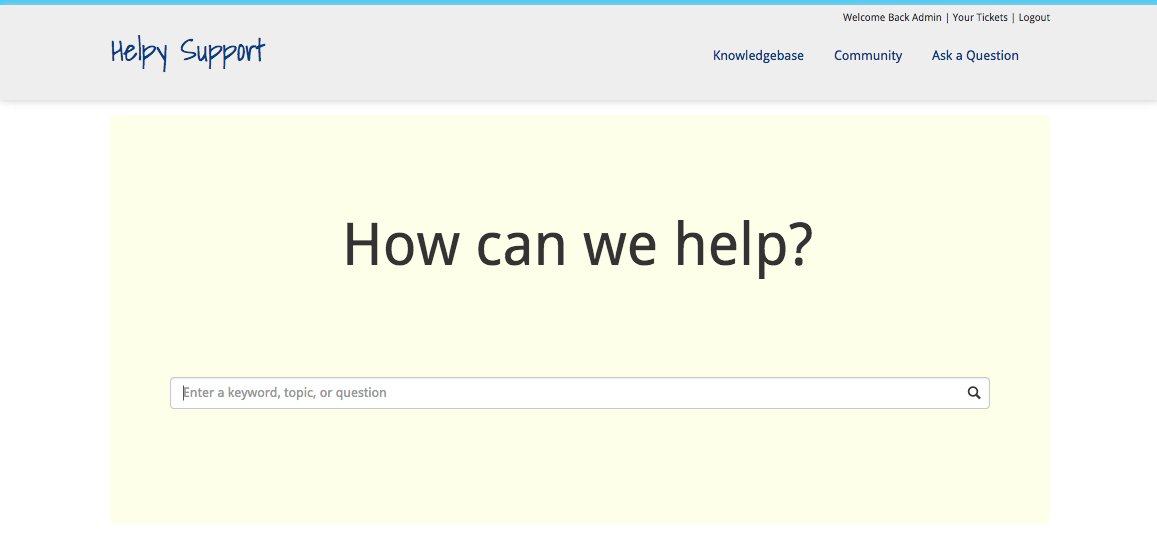 Welcome Back Admin | Your Tickets | Logout
Helpy Support
Knowledgebase Community Ask a Question
How can we help?
Enter a keyword, topic, or question